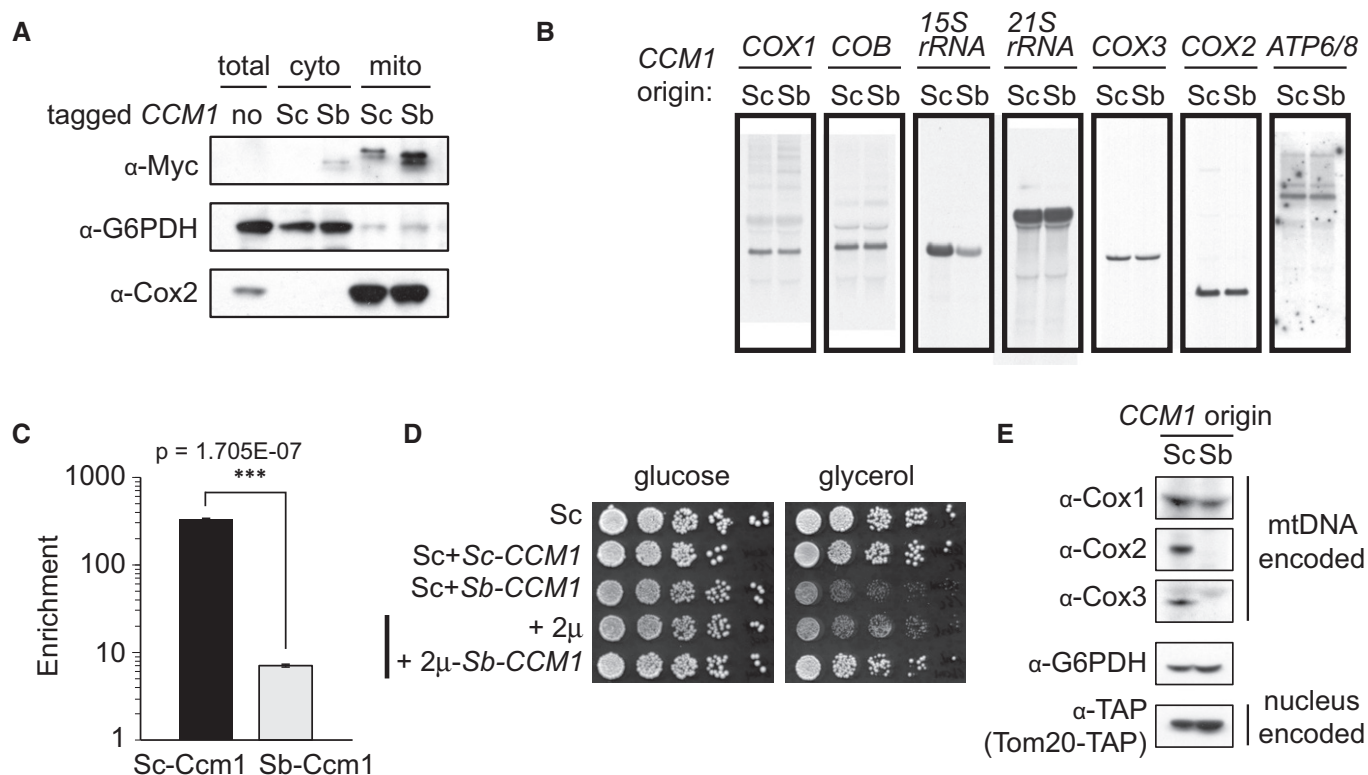 A
total cyto mito
tagged CCM1 no Sc Sb Sc Sb
α-Myc
α-G6PDH
α-Cox2
B
CCM1 origin:
COX1 COB 15S rRNA 21S rRNA COX3 COX2 ATP6/8
Sc Sb Sc Sb Sc Sb Sc Sb Sc Sb Sc Sb Sc Sb
C
p = 1.705E-07
***
Enrichment
1000
100
10
1
Sc-Ccm1 Sb-Ccm1
D
glucose glycerol
Sc
Sc+Sc-CCM1
Sc+Sb-CCM1
+ 2μ
+ 2μ-Sb-CCM1
E
CCM1 origin
Sc Sb
α-Cox1
α-Cox2
α-Cox3
mtDNA
encoded
α-G6PDH
α-TAP
(Tom20-TAP)
nucleus
encoded